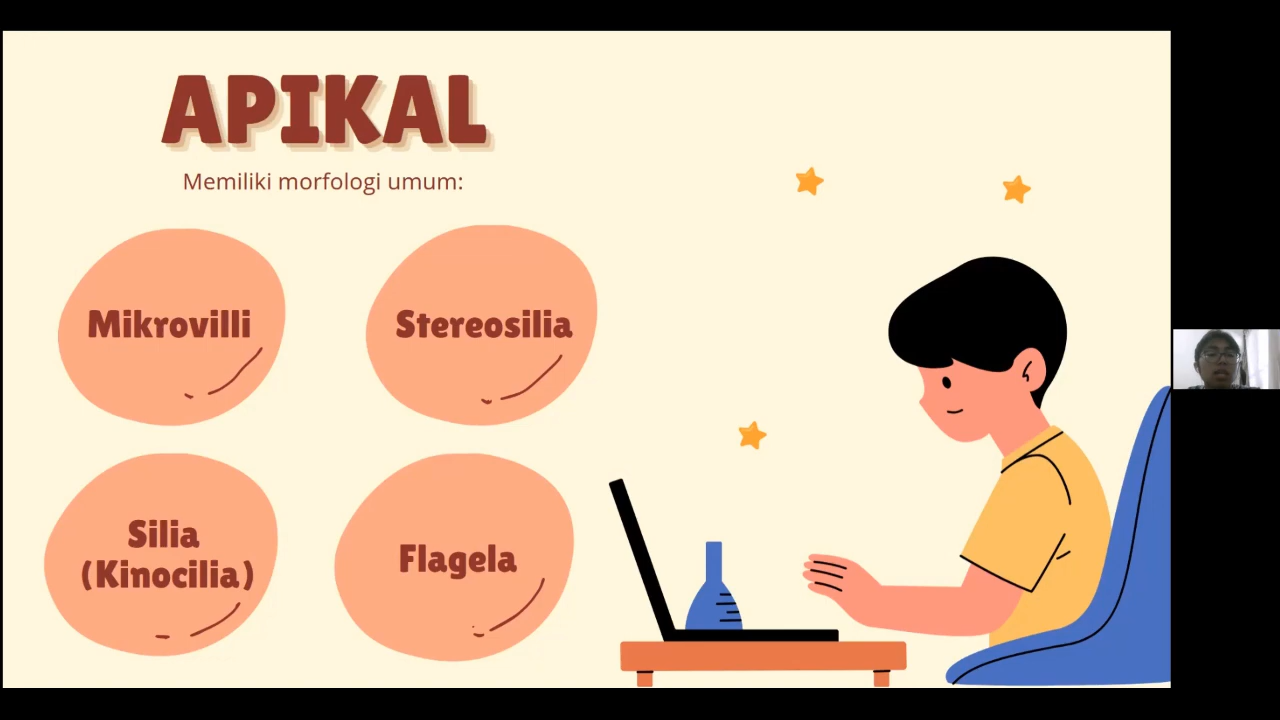 APIKAL
Memiliki morfologi umum:
Mikrovilli
Stereosilia
Silia
(Kinocilia)
Flagela